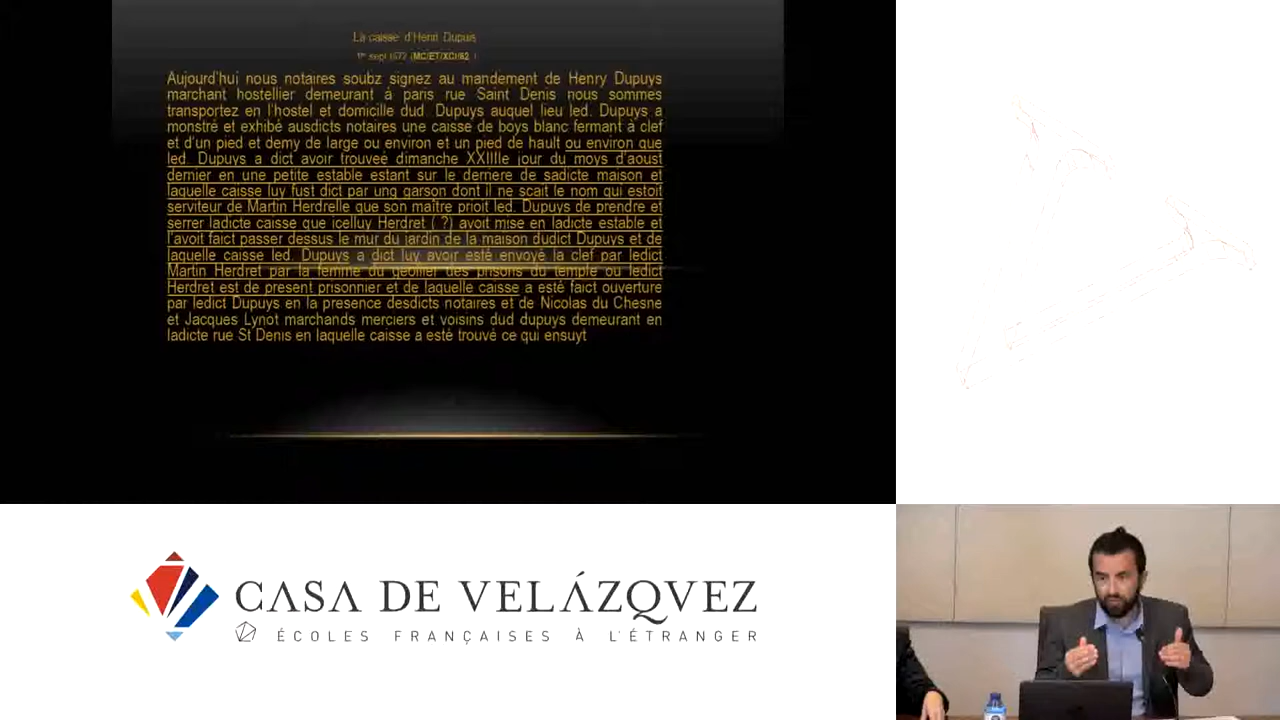 La caisse d'Henri Dupuis
1er sept 1572 (MC/ET/XCI/62 )
Aujourd'hui nous notaires soubz signez au mandement de Henry Dupuys
marchant hostellier demeurant à paris rue Saint Denis nous sommes
transportez en l'hostel et domicille dud. Dupuys auquel lieu led. Dupuys a
monstré et exhibé ausdicts notaires une caisse de boys blanc fermant à clef
et d'un pied et demy de large ou environ et un pied de hault ou environ que
led. Dupuys a dict avoir trouveé dimanche XXIIIIe jour du moys d'aoust
dernier en une petite estable estant sur le derriere de sadicte maison et
laquelle caisse luy fust dict par ung garson dont il ne scait le nom qui estoit
serviteur de Martin Herdrelle que son maître prioit led. Dupuys de prendre et
serrer ladicte caisse que icelluy Herdret ( ?) avoit mise en ladicte estable et
l'avoit faict passer dessus le mur du jardin de la maison dudict Dupuys et de
laquelle caisse led. Dupuys a dict luy avoir esté envoyé la clef par ledict
Martin Herdret par la femme du geollier des prisons du temple ou ledict
Herdret est de present prisonnier et de laquelle caisse a esté faict ouverture
par ledict Dupuys en la presence desdicts notaires et de Nicolas du Chesne
et Jacques Lynot marchands merciers et voisins dud dupuys demeurant en
ladicte rue St Denis en laquelle caisse a esté trouvé ce qui ensuyt
CASA DE VELÁZQVEZ
ÉCOLES FRANÇAISES À L'ÉTRANGER